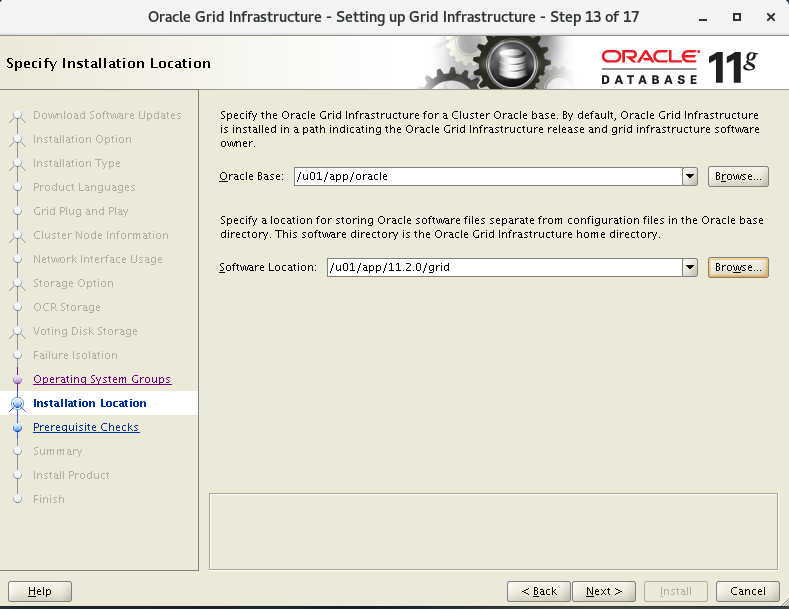 Oracle Grid Infrastructure - Setting up Grid Infrastructure - Step 13 of 17
Specify Installation Location
ORACLE
DATABASE 11g
Download Software Updates
Installation Option
Installation Type
Product Languages
Grid Plug and Play
Cluster Node Information
Network Interface Usage
Storage Option
OCR Storage
Voting Disk Storage
Failure Isolation
Operating System Groups
Installation Location
Prerequisite Checks
Summary
Install Product
Finish
Specify the Oracle Grid Infrastructure for a Cluster Oracle base. By default, Oracle Grid Infrastructure
is installed in a path indicating the Oracle Grid Infrastructure release and grid infrastructure software
owner.
Oracle Base: /u01/app/oracle Browse...
Specify a location for storing Oracle software files separate from configuration files in the Oracle base
directory. This software directory is the Oracle Grid Infrastructure home directory.
Software Location: /u01/app/11.2.0/grid Browse...
Help < Back Next > Install Cancel